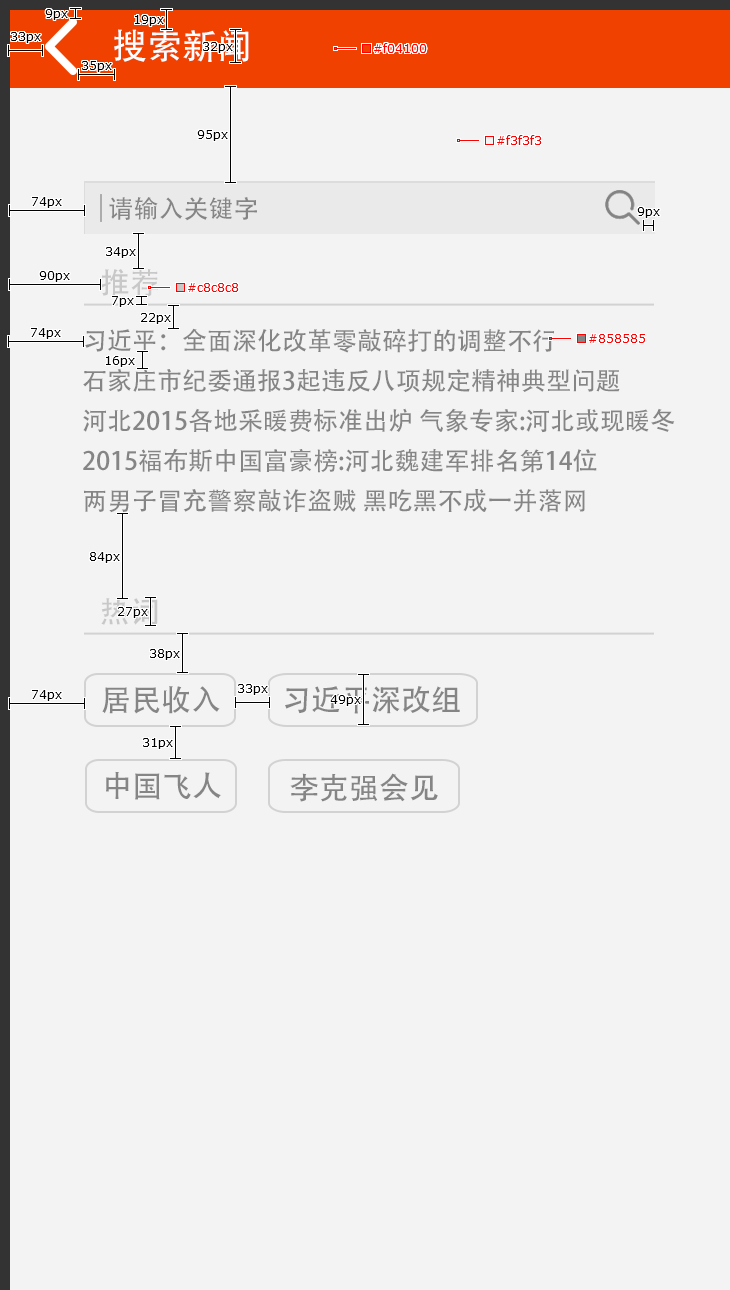 9px
19px
33px
搜索新闻
32px
#f04100
35px
95px
#f3f3f3
74px
请输入关键字
9px
34px
90px
推荐
#c8c8c8
7px
22px
74px
习近平：全面深化改革零敲碎打的调整不行
#858585
16px
石家庄市纪委通报3起违反八项规定精神典型问题
河北2015各地采暖费标准出炉 气象专家:河北或现暖冬
2015福布斯中国富豪榜:河北魏建军排名第14位
两男子冒充警察敲诈盗贼 黑吃黑不成一并落网
84px
热词
27px
38px
74px
居民收入
33px
习近平深改组
49px
31px
中国飞人
李克强会见